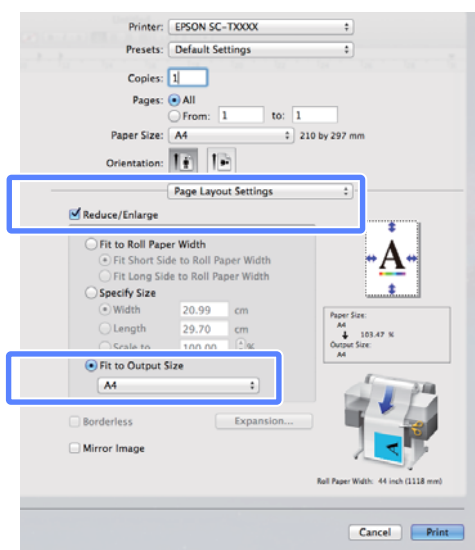 Printer: EPSON SC-TXXXX
Presets: Default Settings
Copies: 1
Pages: All
From: 1 to: 1
Paper Size: A4 210 by 297 mm
Orientation:
Page Layout Settings
Reduce/Enlarge
Fit to Roll Paper Width
Fit Short Side to Roll Paper Width
Fit Long Side to Roll Paper Width
Specify Size
Width 20.99 cm
Length 29.70 cm
Scale to 100.00 %
Fit to Output Size
A4
A
Paper Size:
A4
103.47 %
Output Size:
A4
Borderless Expansion...
Mirror Image
A
Roll Paper Width: 44 inch (1118 mm)
Cancel Print